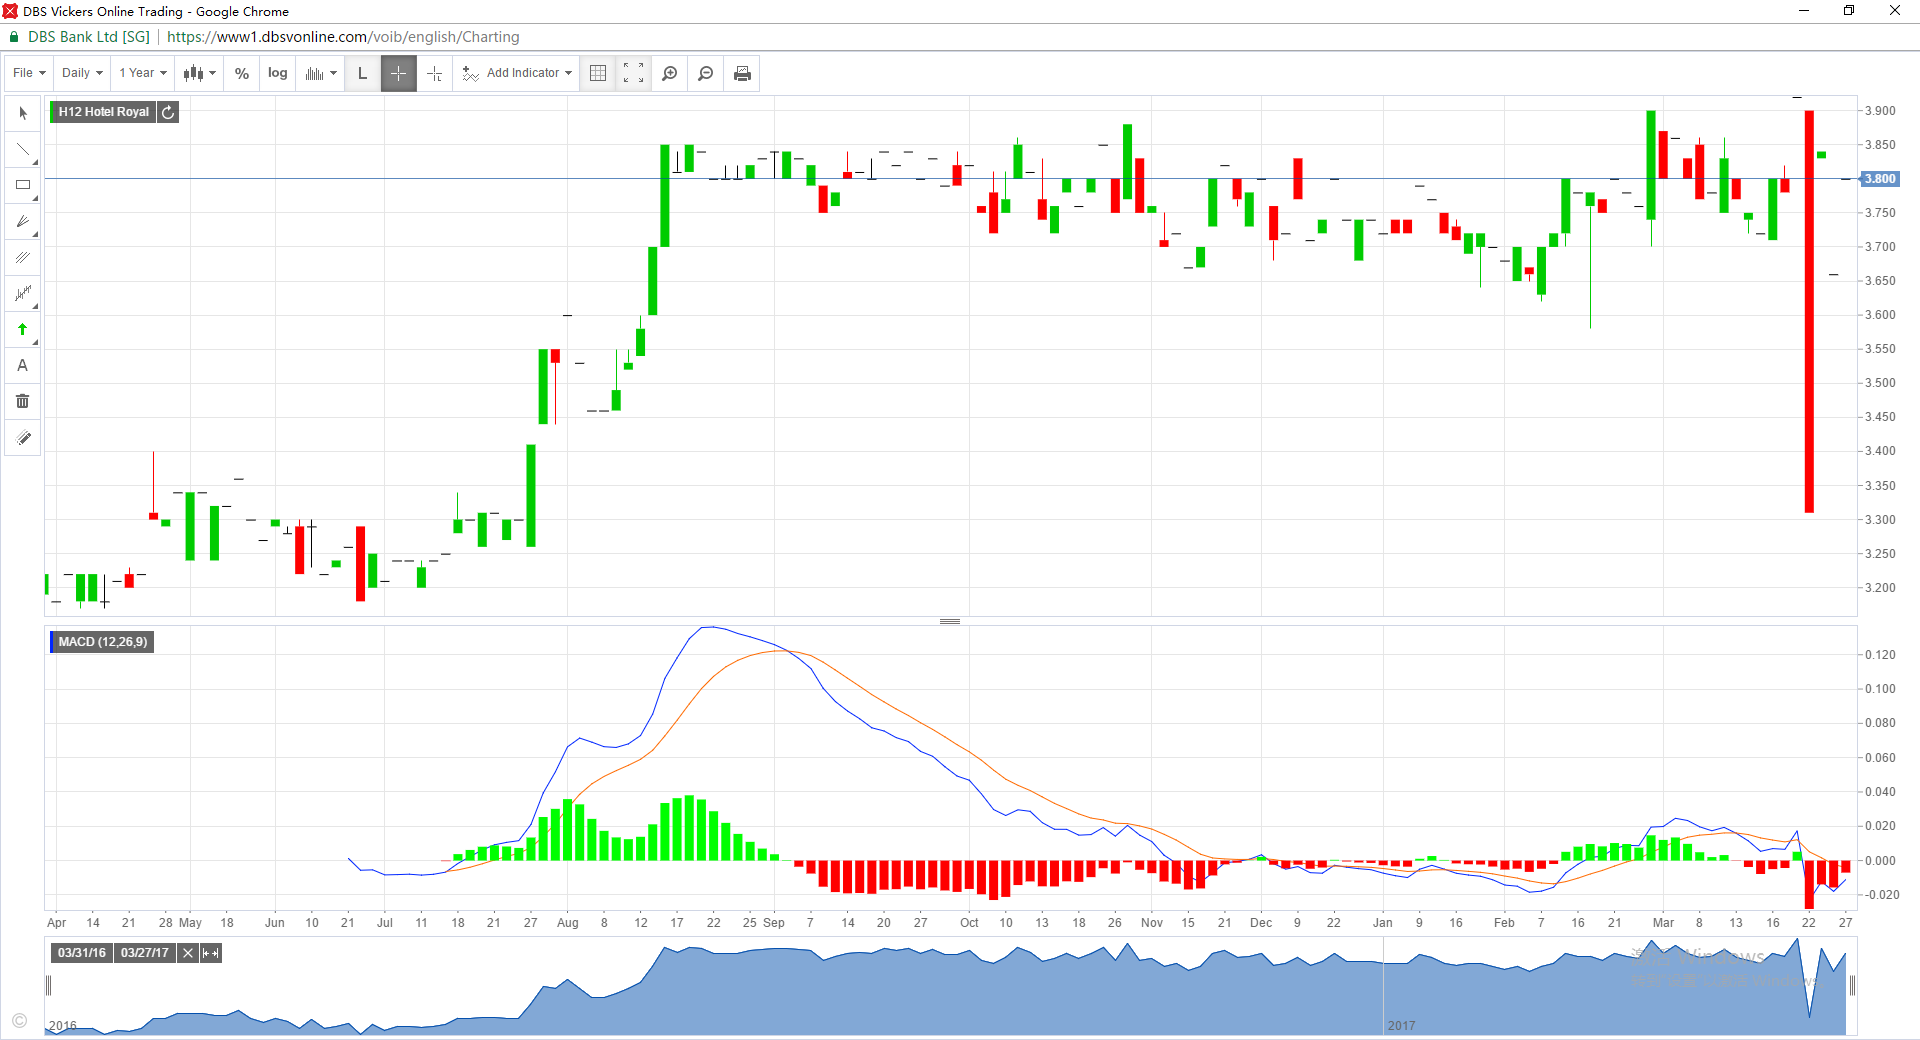 DBS Vickers Online Trading - Google Chrome
DBS Bank Ltd [SG] | https://www1.dbsvonline.com/voib/english/Charting
File Daily 1 Year % log L Add Indicator
H12 Hotel Royal
A
3.900
3.850
3.800
3.750
3.700
3.650
3.600
3.550
3.500
3.450
3.400
3.350
3.300
3.250
3.200
MACD (12,26,9)
0.120
0.100
0.080
0.060
0.040
0.020
0.000
-0.020
Apr 14 21 28 May 18 Jun 10 21 Jul 11 18 21 27 Aug 8 12 17 22 25 Sep 7 14 20 27 Oct 10 13 18 26 Nov 15 21 Dec 9 22 Jan 9 16 Feb 7 16 21 Mar 8 13 16 22 27
03/31/16 03/27/17
Windows
Windows
©
2016 2017